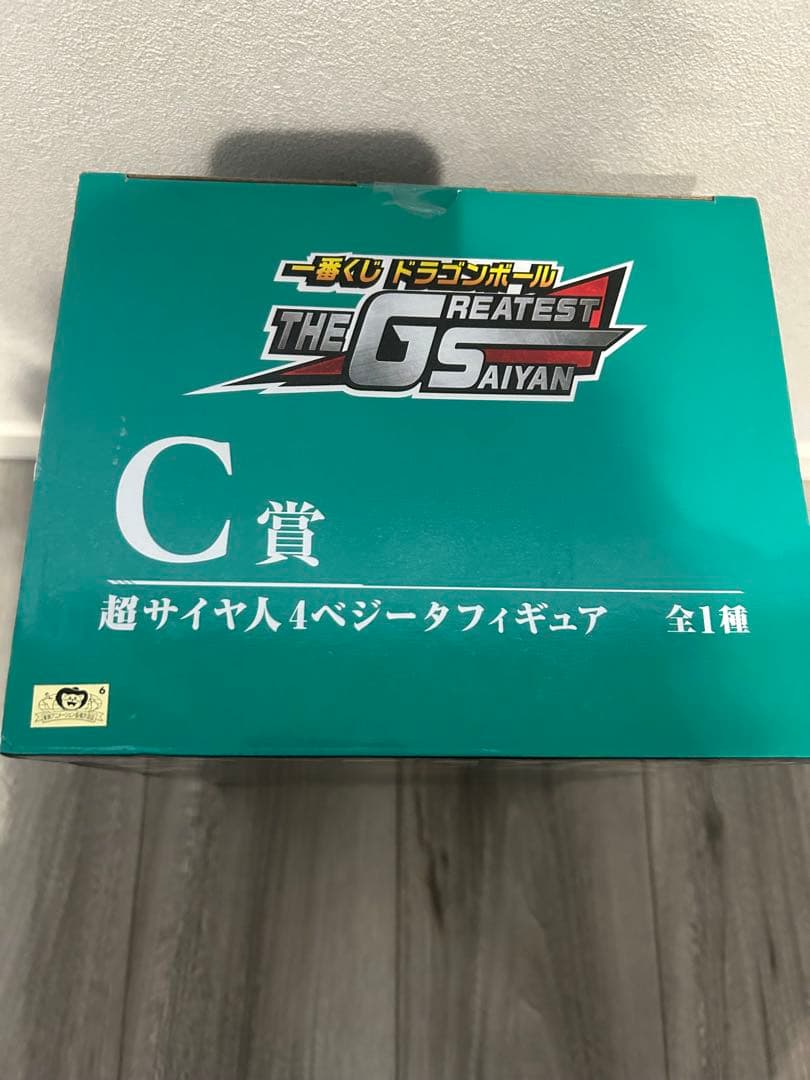 一番くじ ドラゴンボール
THE GREATEST SAIYAN
C賞
超サイヤ人4ベジータフィギュア 全1種
6